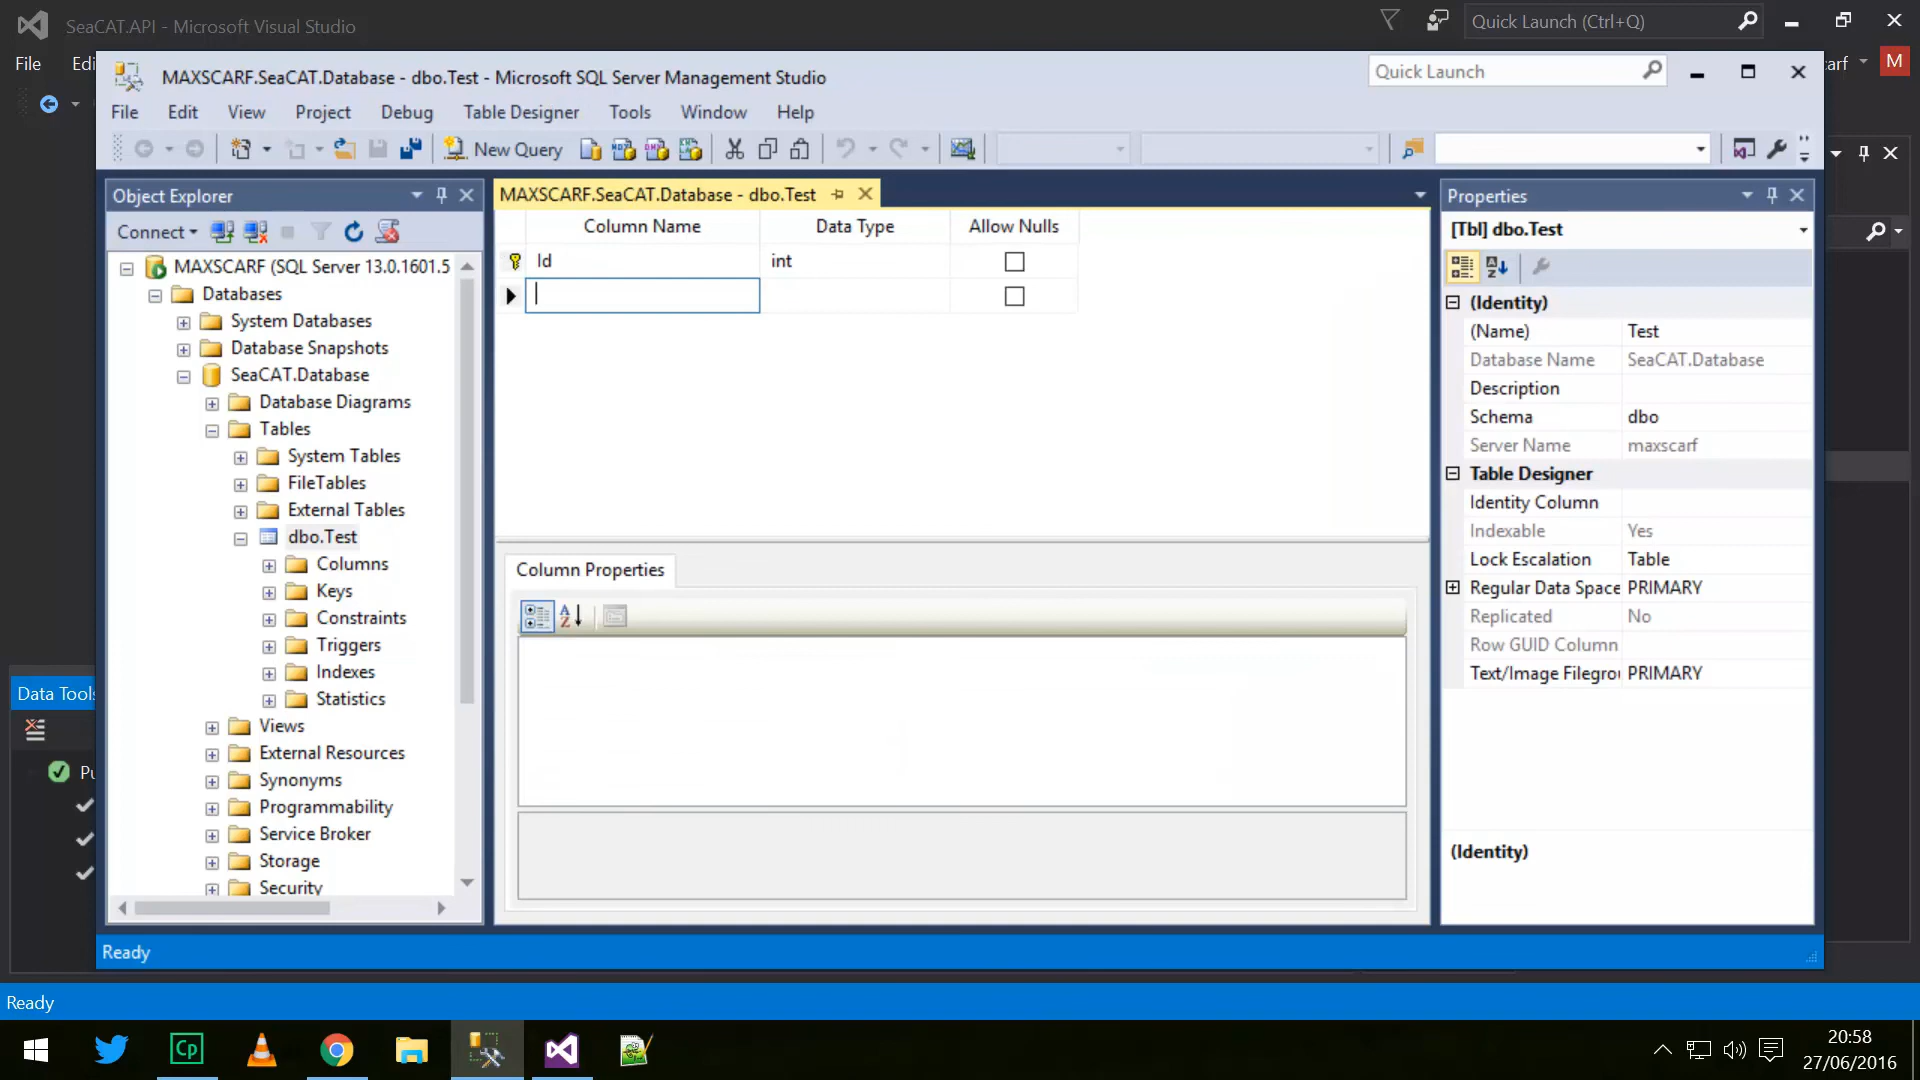 SeaCAT.API - Microsoft Visual Studio
Quick Launch (Ctrl+Q)
File
Edi
arf
M
MAXSCARF.SeaCAT.Database - dbo.Test - Microsoft SQL Server Management Studio
Quick Launch
File Edit View Project Debug Table Designer Tools Window Help
New Query
Object Explorer
Connect
MAXSCARF (SQL Server 13.0.1601.5
Databases
System Databases
Database Snapshots
SeaCAT.Database
Database Diagrams
Tables
System Tables
FileTables
External Tables
dbo.Test
Columns
Keys
Constraints
Triggers
Indexes
Statistics
Views
External Resources
Synonyms
Programmability
Service Broker
Storage
Security
MAXSCARF.SeaCAT.Database - dbo.Test
Column Name Data Type Allow Nulls
Id int
Column Properties
Properties
[Tbl] dbo.Test
(Identity)
(Name) Test
Database Name SeaCAT.Database
Description
Schema dbo
Server Name maxscarf
Table Designer
Identity Column
Indexable Yes
Lock Escalation Table
Regular Data Space PRIMARY
Replicated No
Row GUID Column
Text/Image Filegrou PRIMARY
(Identity)
Data Tools
Pu
Ready
Ready
Cp
20:58
27/06/2016